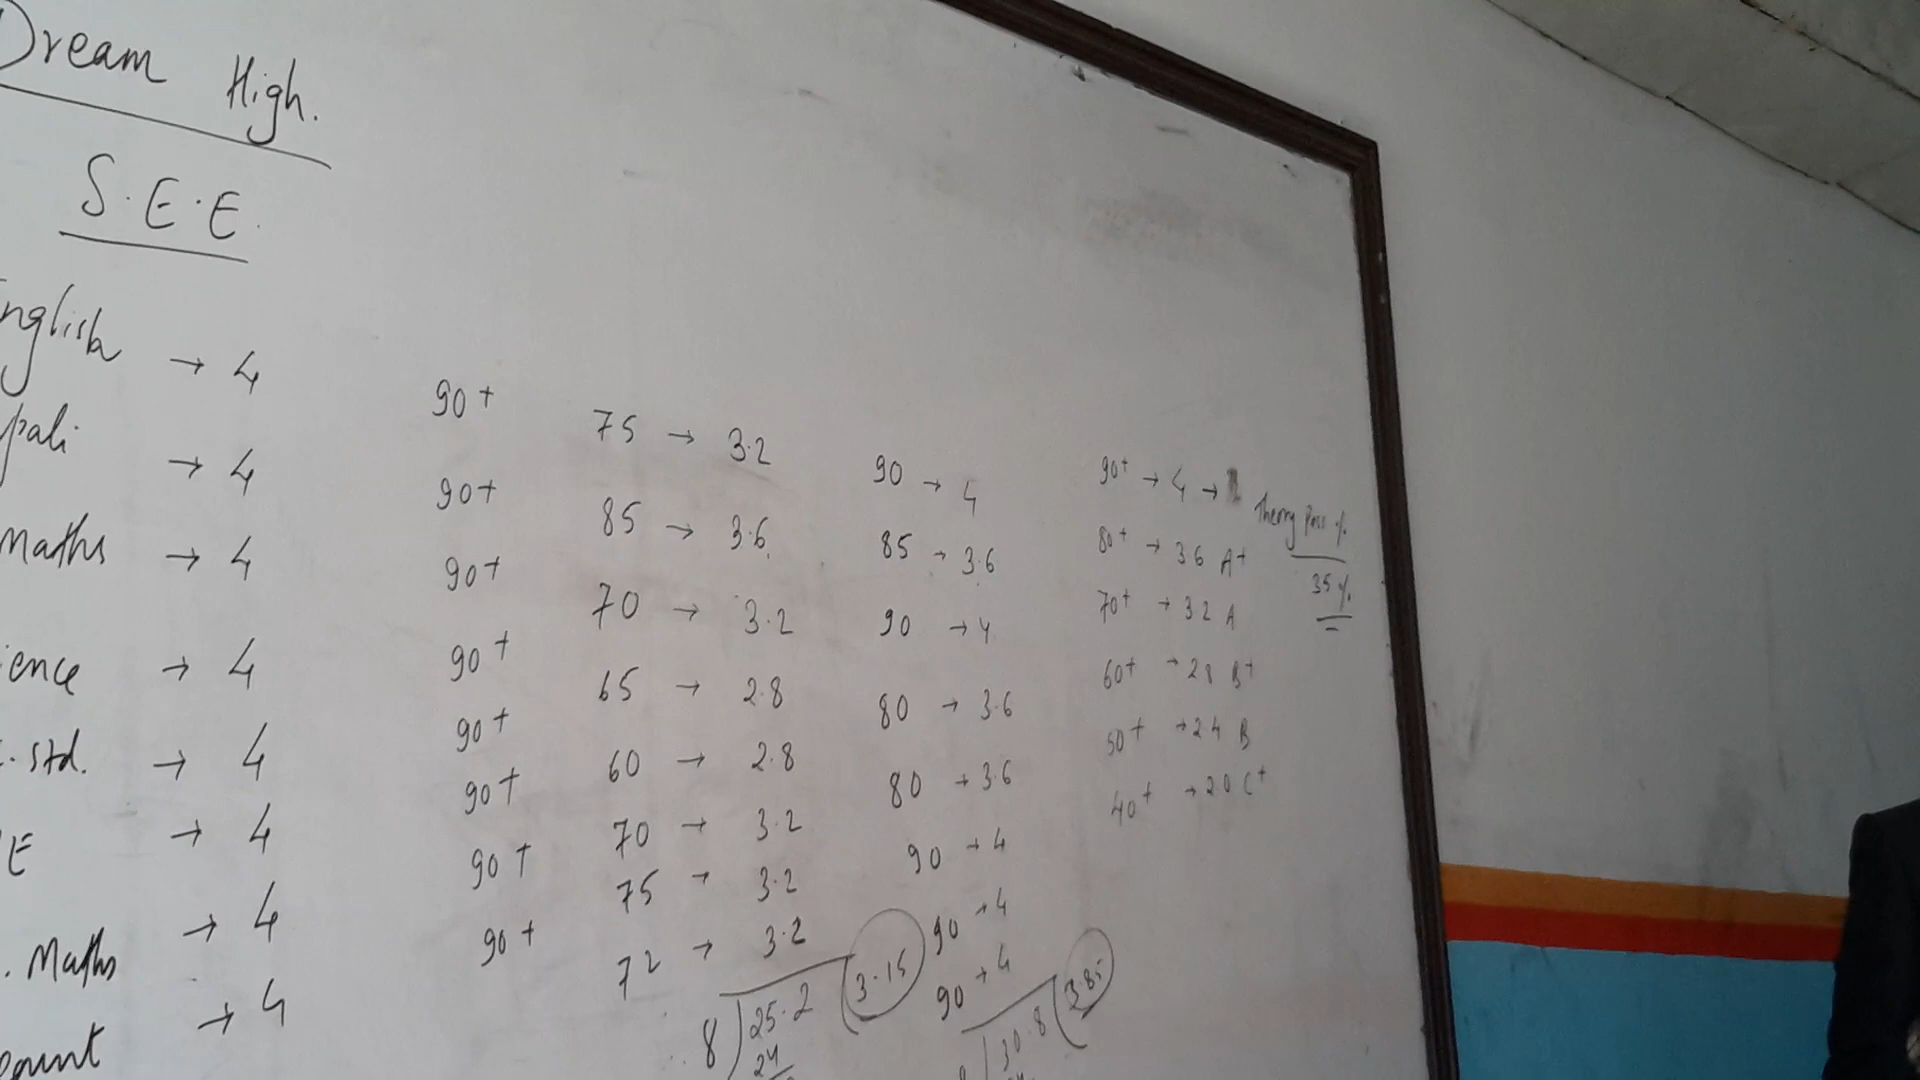 Dream High.
S.E.E.
English → 4 90+ 75 → 3.2 90 → 4 90+ → 4 → Theory Pass %
pali → 4 90+ 85 → 3.6 85 → 3.6 80+ → 3.6 A+ 35%
Maths → 4 90+ 70 → 3.2 90 → 4 70+ → 3.2 A
ience → 4 90+ 65 → 2.8 80 → 3.6 60+ → 2.8 B+
. Std. → 4 90+ 60 → 2.8 80 → 3.6 50+ → 2.4 B
E → 4 90+ 70 → 3.2 90 → 4 40+ → 2.0 C+
. Maths → 4 90+ 75 → 3.2 90 → 4
ount → 4 90+ 72 → 3.2 90 → 4
8 ) 25.2 ( 3.15
30.8 ( 3.85
24